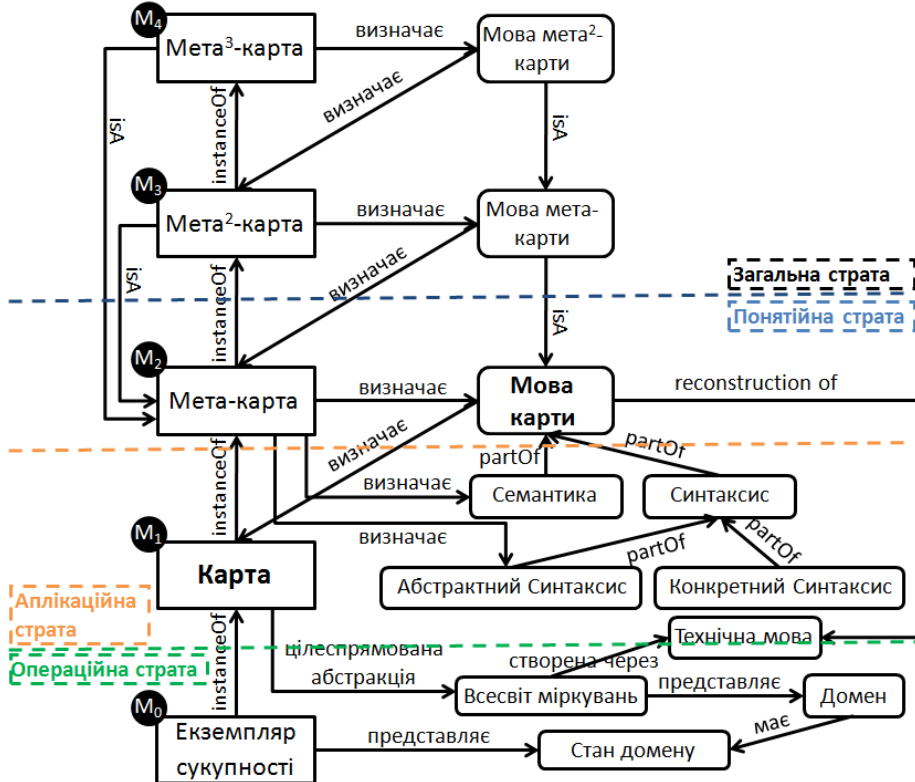 M4
Мета3-карта
визначає
Мова мета2-
карти
isA
instanceOf
визначає
isA
M3
Мета2-карта
визначає
Мова мета-
карти
isA
instanceOf
визначає
isA
Загальна страта
Понятійна страта
M2
Мета-карта
визначає
Мова
карти
reconstruction of
instanceOf
визначає
partOf
partOf
визначає
Семантика
Синтаксис
M1
Карта
визначає
partOf
partOf
Абстрактний Синтаксис
Конкретний Синтаксис
Аплікаційна
страта
Операційна страта
instanceOf
цілеспрямована
абстракція
створена через
Технічна мова
Всесвіт міркувань
представляє
Домен
M0
Екземпляр
сукупності
представляє
Стан домену
має